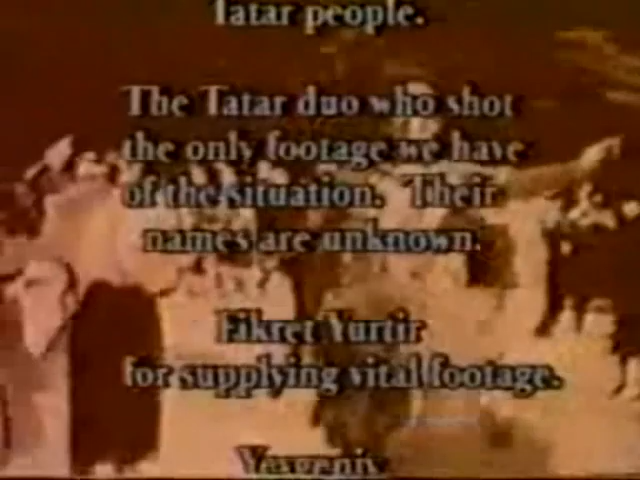 Tatar people.
The Tatar duo who shot
the only footage we have
of the situation. Their
names are unknown.
Fikret Yurtir
for supplying vital footage.
Yevgeniy